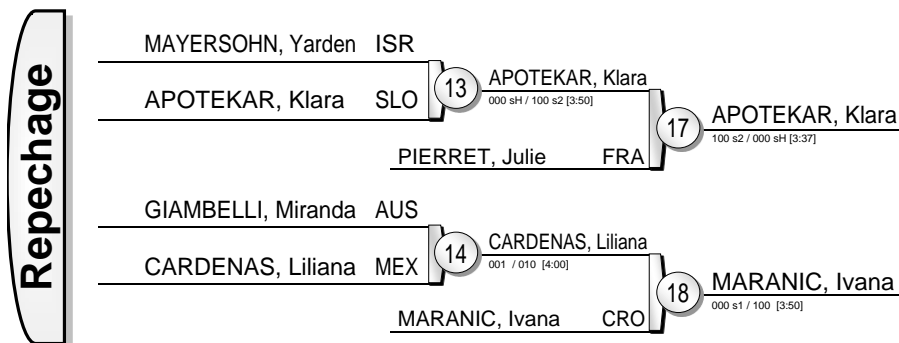 Repechage
MAYERSOHN, Yarden ISR
APOTEKAR, Klara SLO
13
APOTEKAR, Klara
000 sH / 100 s2 [3:50]
PIERRET, Julie FRA
17
APOTEKAR, Klara
100 s2 / 000 sH [3:37]
GIAMBELLI, Miranda AUS
CARDENAS, Liliana MEX
14
CARDENAS, Liliana
001 / 010 [4:00]
MARANIC, Ivana CRO
18
MARANIC, Ivana
000 s1 / 100 [3:50]